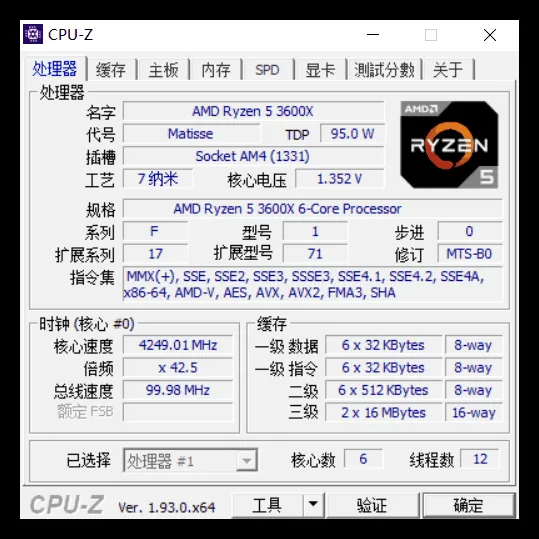 CPU-Z
处理器 缓存 主板 内存 SPD 显卡 測試分數 关于
处理器
名字 AMD Ryzen 5 3600X
代号 Matisse TDP 95.0 W
插槽 Socket AM4 (1331)
工艺 7 纳米 核心电压 1.352 V
AMD
RYZEN
5
规格 AMD Ryzen 5 3600X 6-Core Processor
系列 F 型号 1 步进 0
扩展系列 17 扩展型号 71 修订 MTS-B0
指令集 MMX(+), SSE, SSE2, SSE3, SSSE3, SSE4.1, SSE4.2, SSE4A,
x86-64, AMD-V, AES, AVX, AVX2, FMA3, SHA
时钟 (核心 #0)
核心速度 4249.01 MHz
倍频 x 42.5
总线速度 99.98 MHz
额定 FSB
缓存
一级 数据 6 x 32 KBytes 8-way
一级 指令 6 x 32 KBytes 8-way
二级 6 x 512 KBytes 8-way
三级 2 x 16 MBytes 16-way
已选择 处理器 #1 核心数 6 线程数 12
CPU-Z Ver. 1.93.0.x64 工具 验证 确定